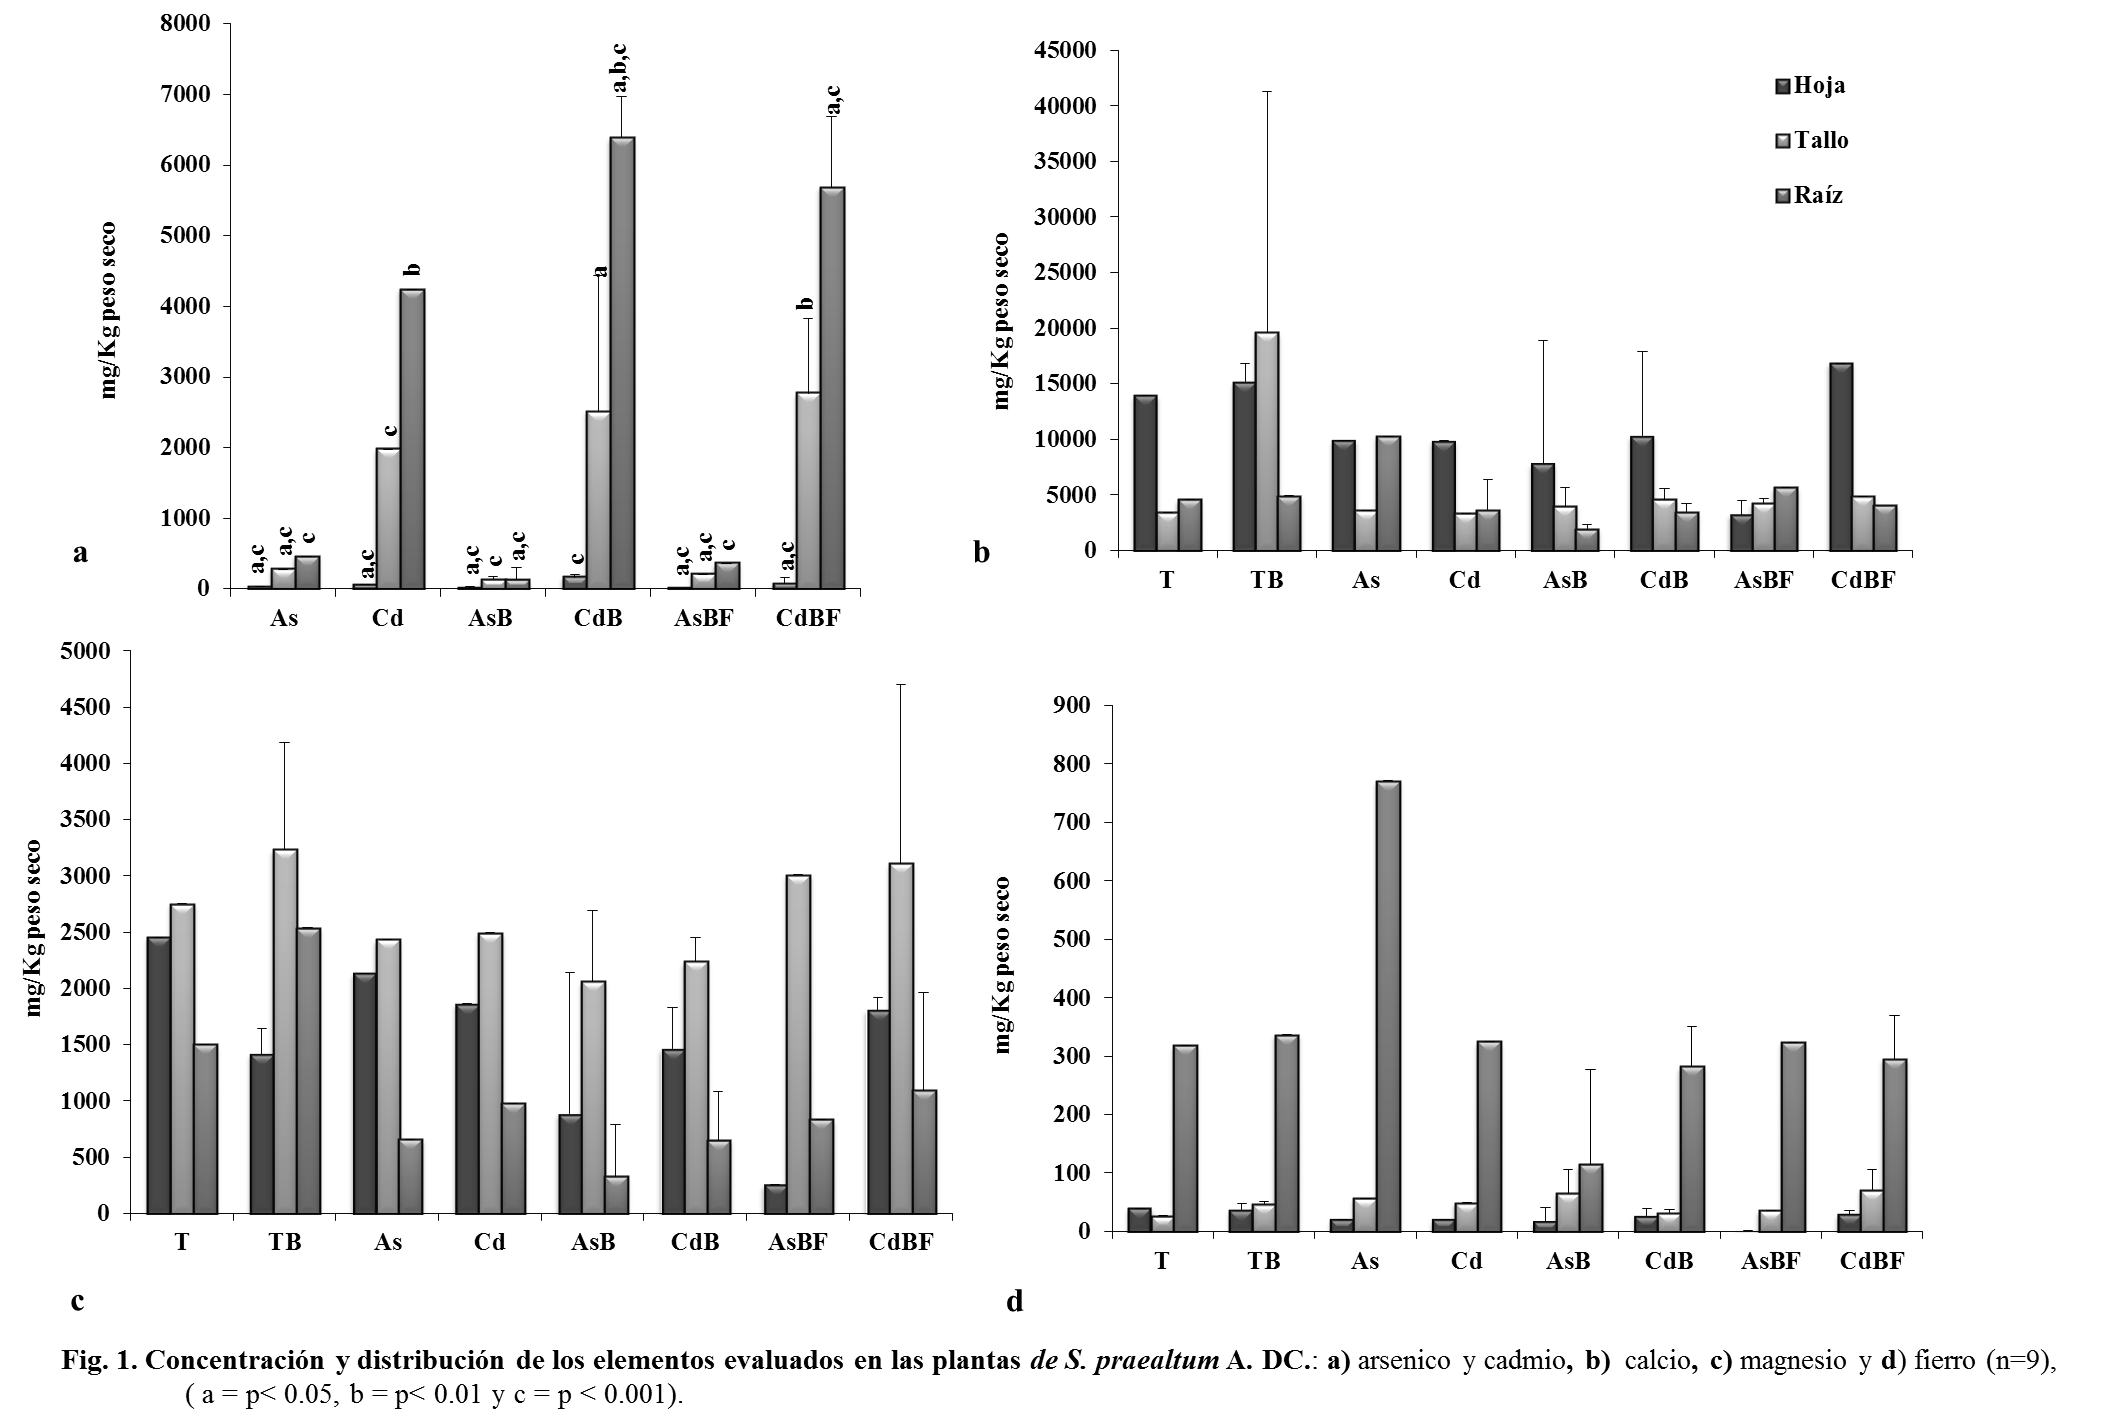 8000
7000
6000
5000
4000
3000
2000
1000
0
mg/Kg peso seco
a,c
a,c
c
a,c
c
b
a,c
c
a,c
c
a
a,b,c
a,c
a,c
c
a,c
b
a,c
As Cd AsB CdB AsBF CdBF
a
45000
40000
35000
30000
25000
20000
15000
10000
5000
0
mg/Kg peso seco
Hoja
Tallo
Raíz
T TB As Cd AsB CdB AsBF CdBF
b
5000
4500
4000
3500
3000
2500
2000
1500
1000
500
0
mg/Kg peso seco
T TB As Cd AsB CdB AsBF CdBF
c
900
800
700
600
500
400
300
200
100
0
mg/Kg peso seco
T TB As Cd AsB CdB AsBF CdBF
d
Fig. 1. Concentración y distribución de los elementos evaluados en las plantas de S. praealtum A. DC.: a) arsenico y cadmio, b) calcio, c) magnesio y d) fierro (n=9),
( a = p< 0.05, b = p< 0.01 y c = p < 0.001).